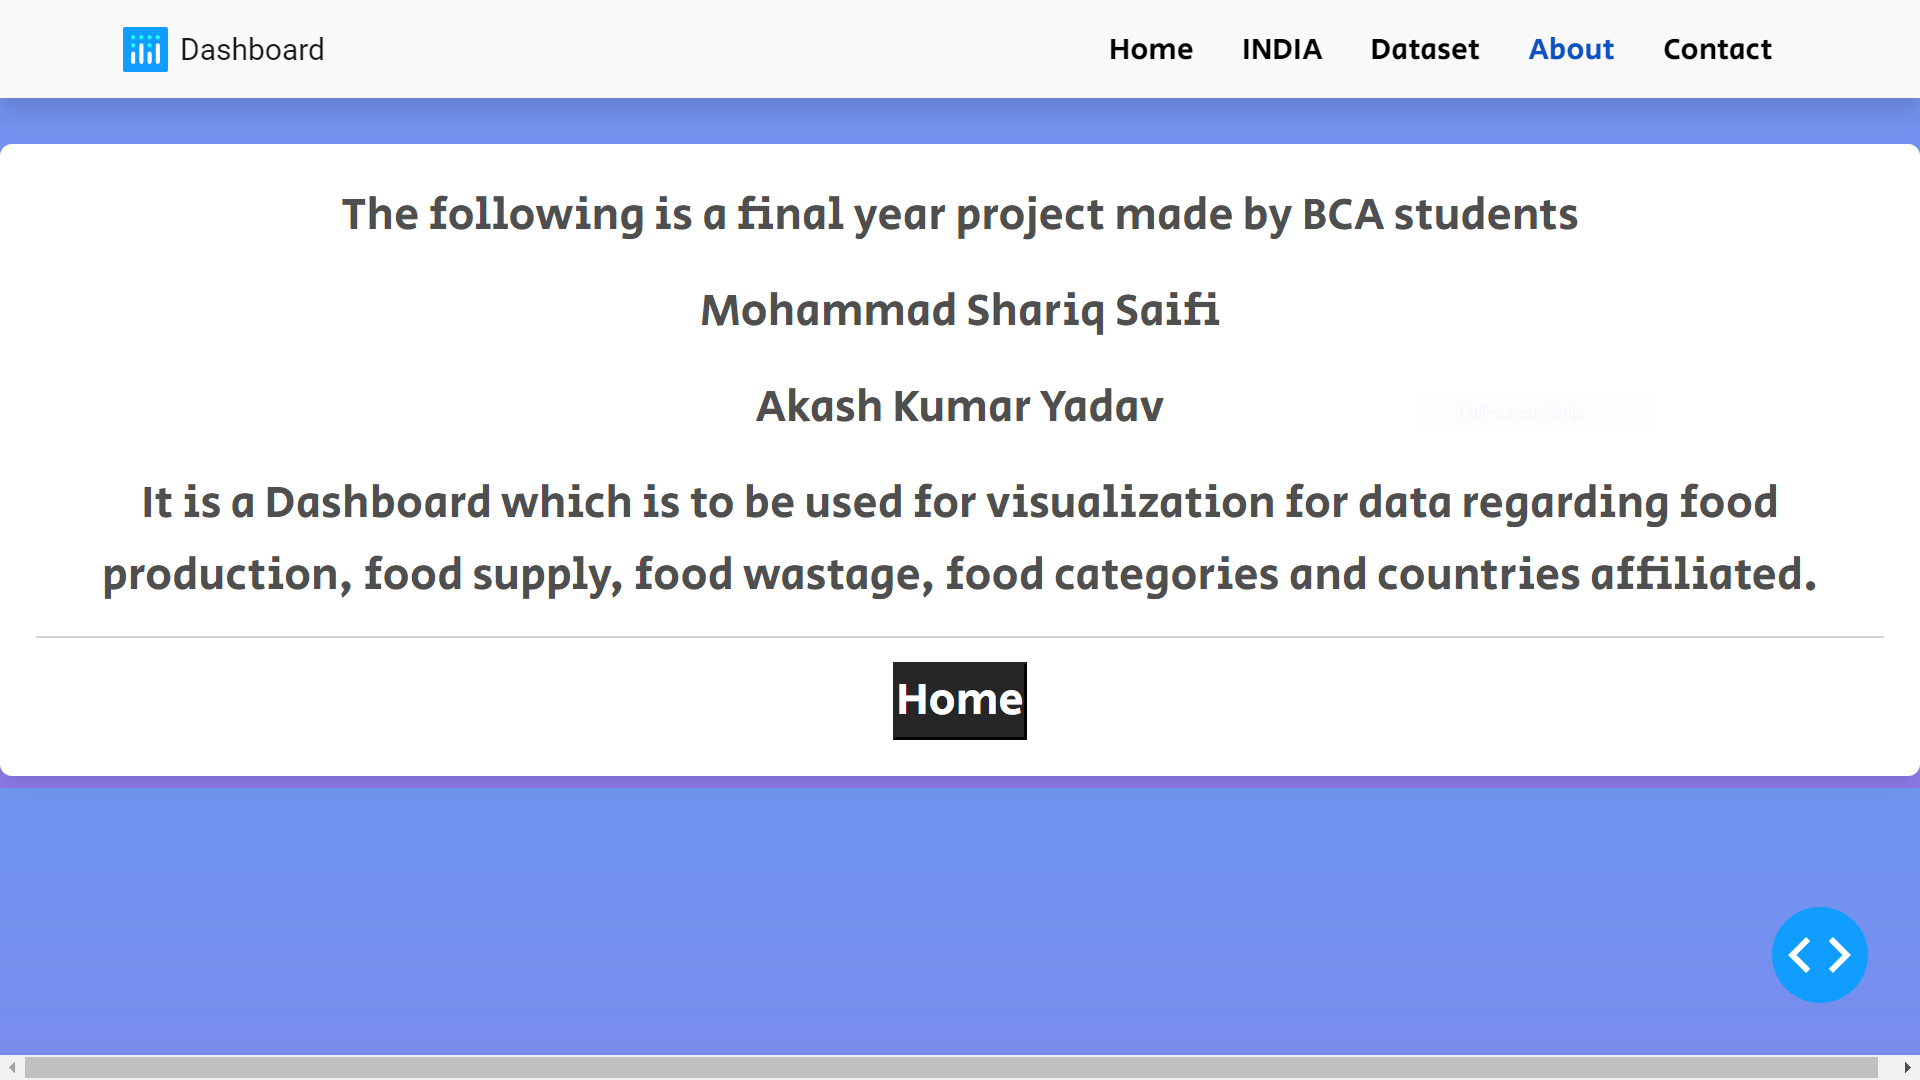 Dashboard
Home INDIA Dataset About Contact
The following is a final year project made by BCA students
Mohammad Shariq Saifi
Akash Kumar Yadav
Full-screen Snip
It is a Dashboard which is to be used for visualization for data regarding food
production, food supply, food wastage, food categories and countries affiliated.
Home